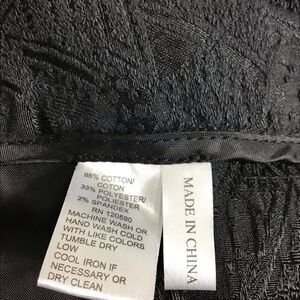 65% COTTON/
COTON
33% POLYESTER/
POLIESTER
2% SPANDEX
RN 120580
MACHINE WASH OR
HAND WASH COLD
WITH LIKE COLORS
TUMBLE DRY
LOW
COOL IRON IF
NECESSARY OR
DRY CLEAN
MADE IN CHINA